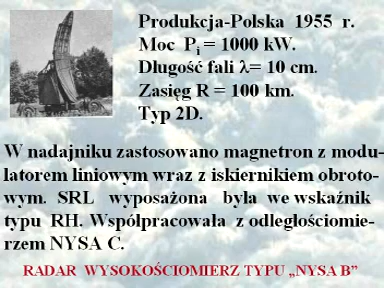 Produkcja-Polska 1955 r.
Moc Pi = 1000 kW.
Długość fali λ= 10 cm.
Zasięg R = 100 km.
Typ 2D.
W nadajniku zastosowano magnetron z modu-
latorem liniowym wraz z iskiernikiem obroto-
wym. SRL wyposażona była we wskaźnik
typu RH. Współpracowała z odległościomie-
rzem NYSA C.
RADAR WYSOKOŚCIOMIERZ TYPU „NYSA B”